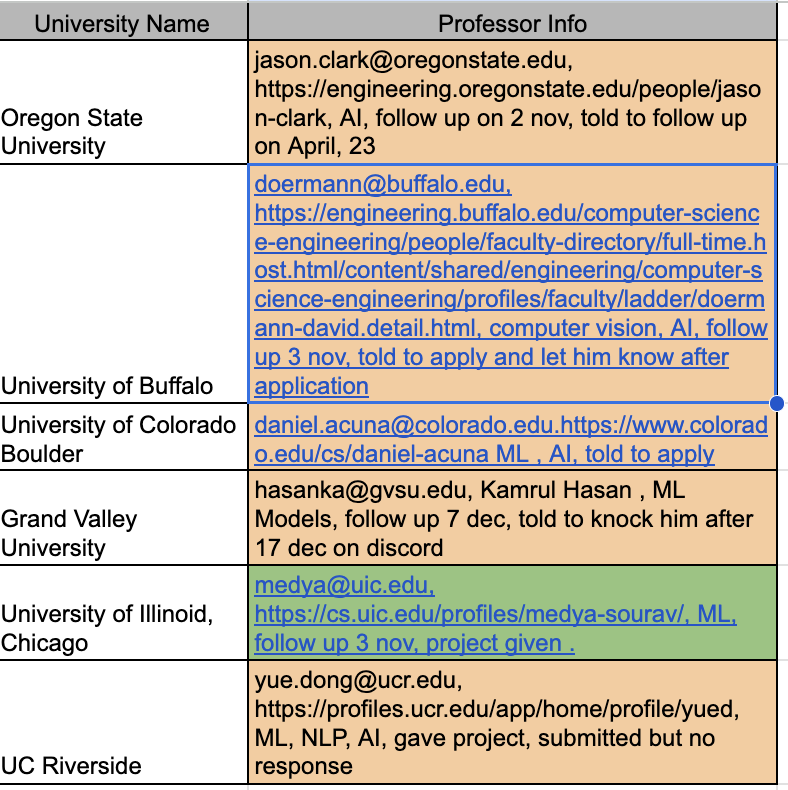 University Name
Professor Info
Oregon State
University
jason.clark@oregonstate.edu,
https://engineering.oregonstate.edu/people/jaso
n-clark, AI, follow up on 2 nov, told to follow up
on April, 23
University of Buffalo
doermann@buffalo.edu,
https://engineering.buffalo.edu/computer-scienc
e-engineering/people/faculty-directory/full-time.h
ost.html/content/shared/engineering/computer-s
cience-engineering/profiles/faculty/ladder/doerm
ann-david.detail.html, computer vision, AI, follow
up 3 nov, told to apply and let him know after
application
University of Colorado
Boulder
daniel.acuna@colorado.edu.https://www.colorad
o.edu/cs/daniel-acuna ML , AI, told to apply
Grand Valley
University
hasanka@gvsu.edu, Kamrul Hasan , ML
Models, follow up 7 dec, told to knock him after
17 dec on discord
University of Illinoid,
Chicago
medya@uic.edu,
https://cs.uic.edu/profiles/medya-sourav/, ML,
follow up 3 nov, project given .
UC Riverside
yue.dong@ucr.edu,
https://profiles.ucr.edu/app/home/profile/yued,
ML, NLP, AI, gave project, submitted but no
response